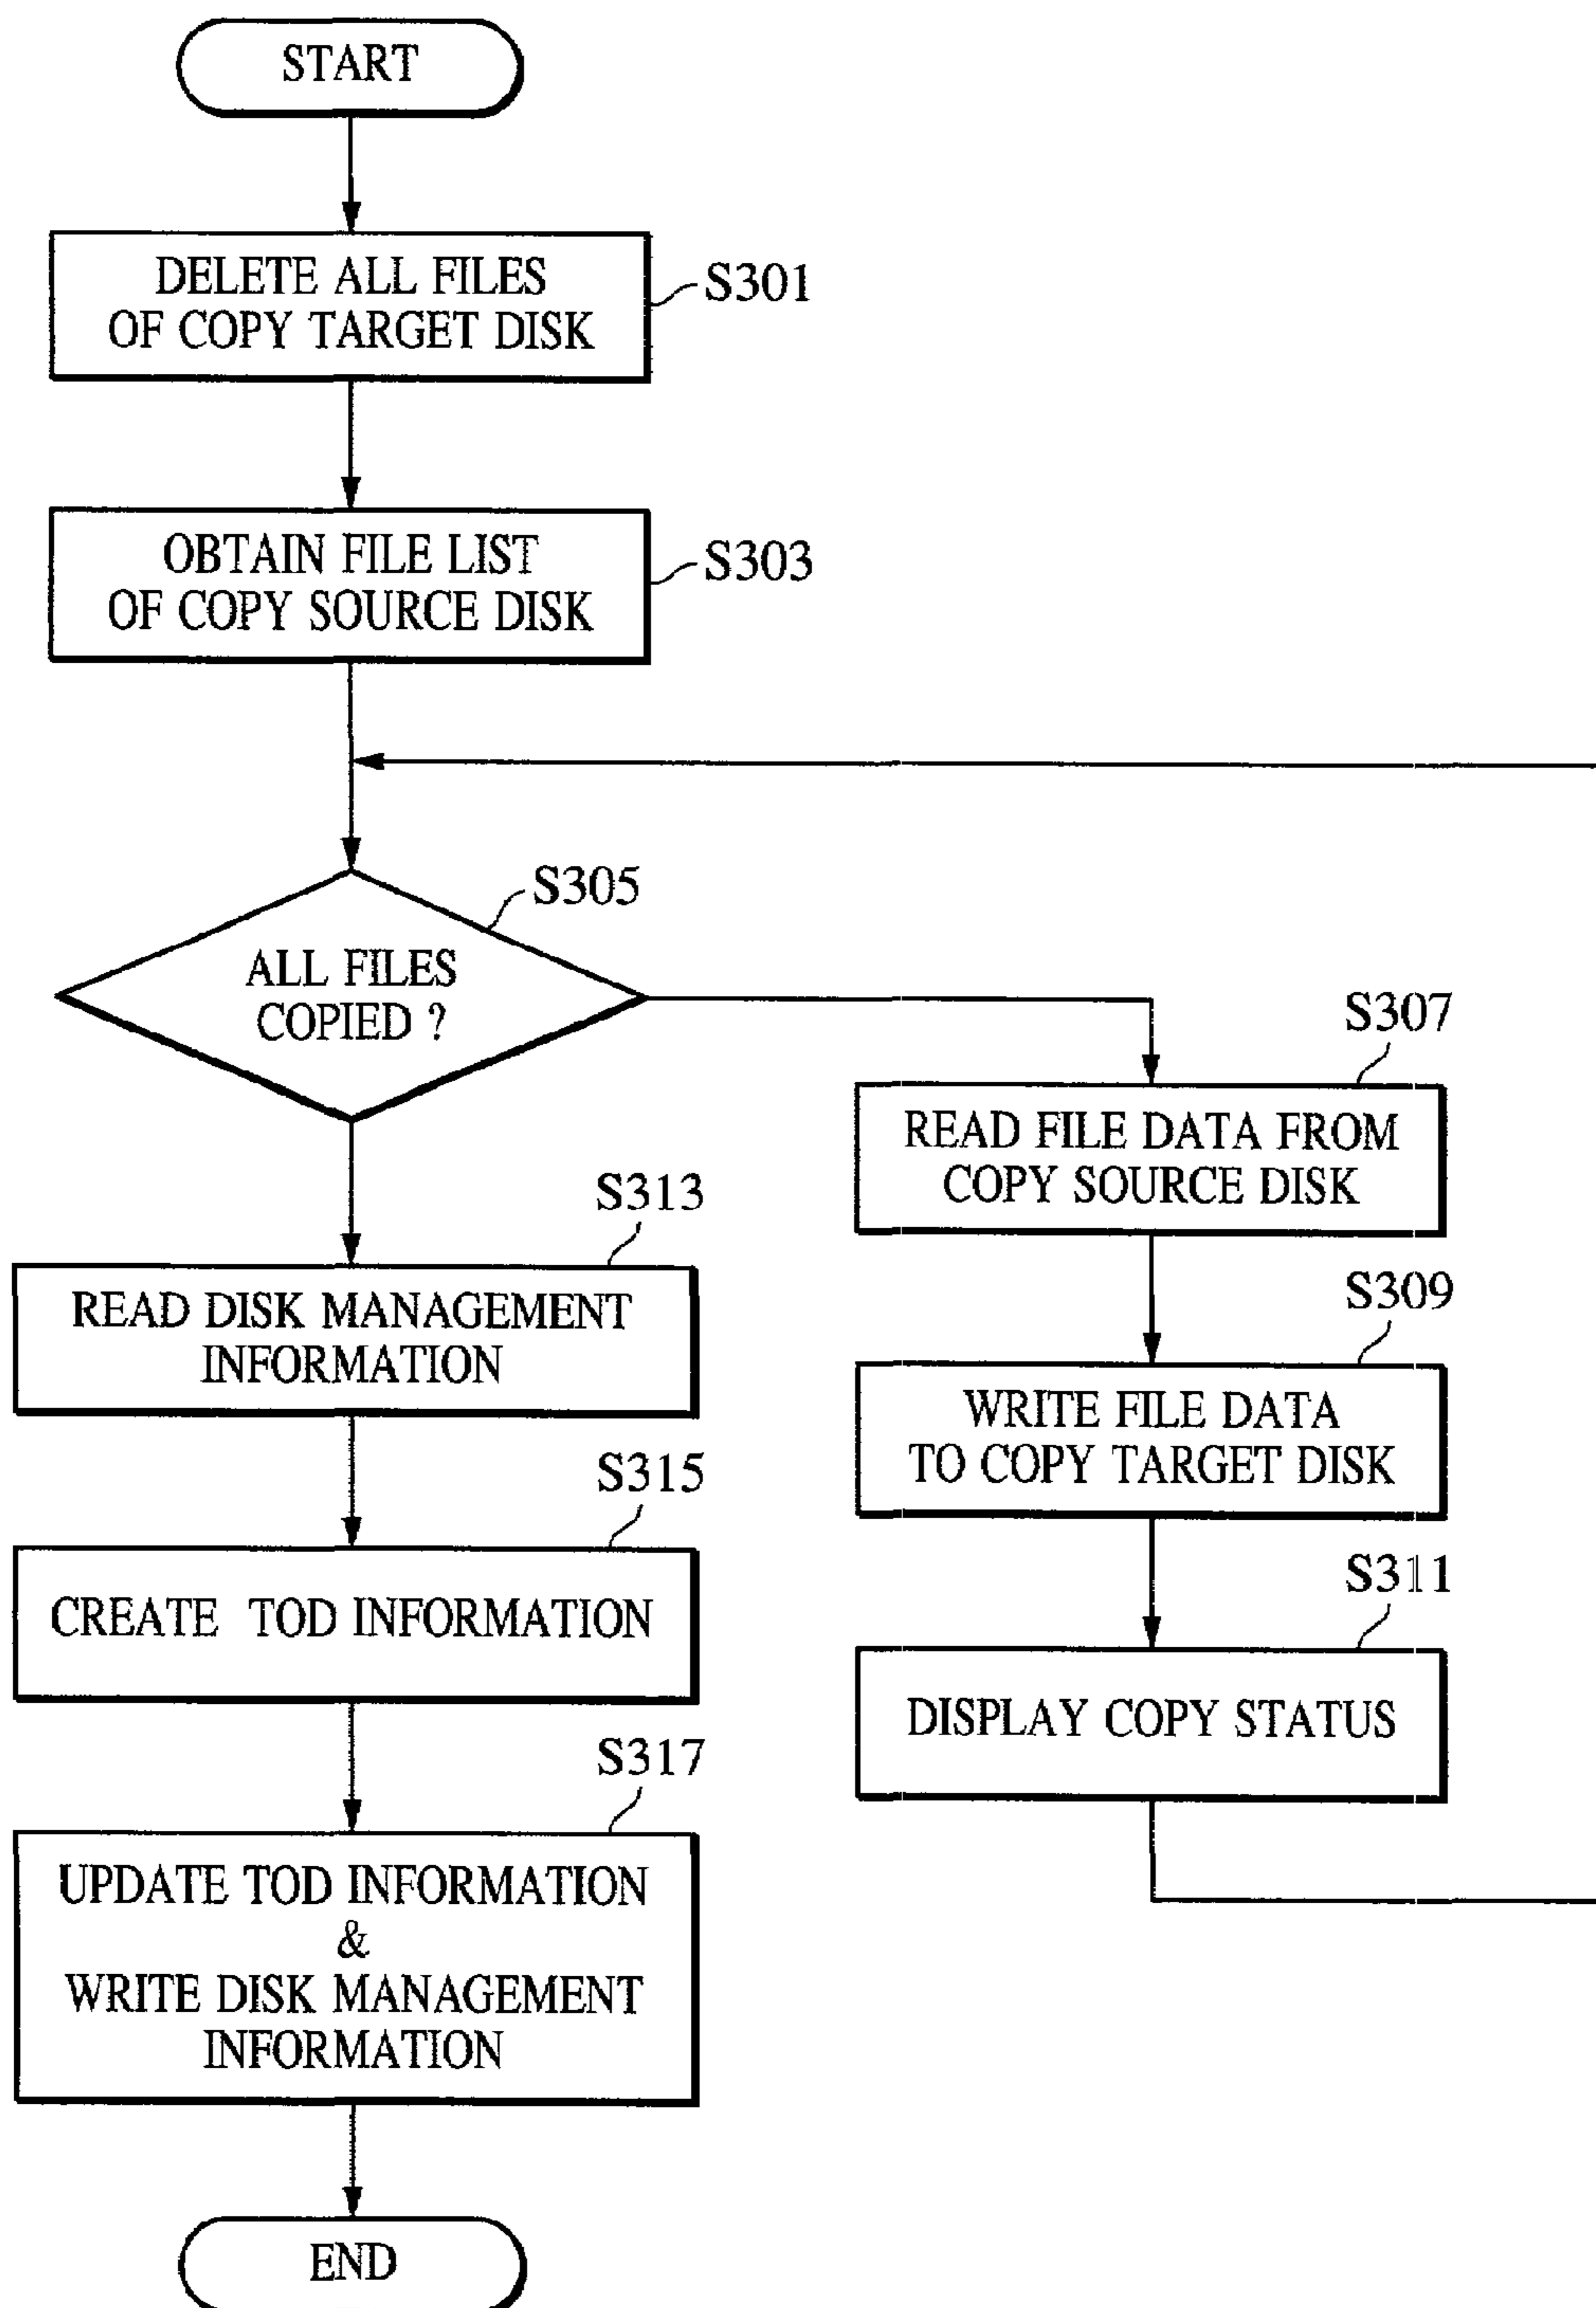 START
DELETE ALL FILES
OF COPY TARGET DISK
S301
OBTAIN FILE LIST
OF COPY SOURCE DISK
S303
S305
ALL FILES
COPIED ?
S307
READ FILE DATA FROM
COPY SOURCE DISK
S309
WRITE FILE DATA
TO COPY TARGET DISK
S311
DISPLAY COPY STATUS
S313
READ DISK MANAGEMENT
INFORMATION
S315
CREATE TOD INFORMATION
S317
UPDATE TOD INFORMATION
&
WRITE DISK MANAGEMENT
INFORMATION
END